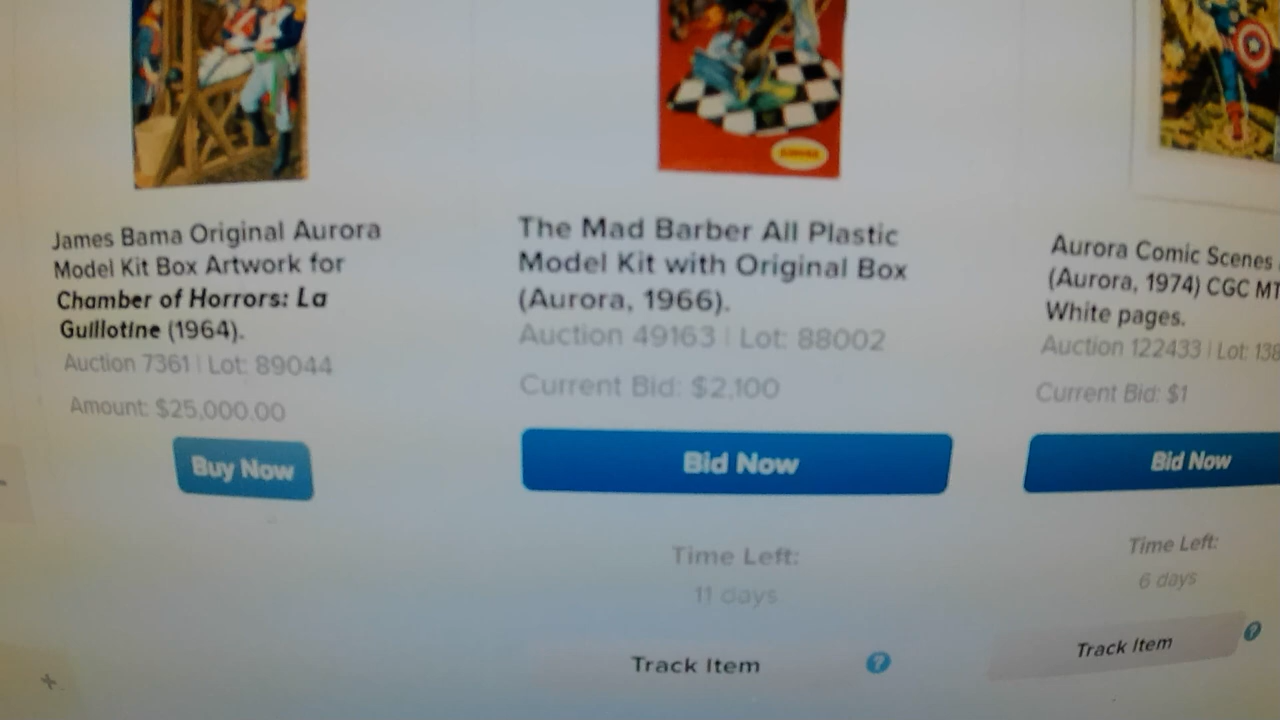 James Bama Original Aurora
Model Kit Box Artwork for
Chamber of Horrors: La
Guillotine (1964).
Auction 7361 | Lot: 89044
Amount: $25,000.00
Buy Now
The Mad Barber All Plastic
Model Kit with Original Box
(Aurora, 1966).
Auction 49163 | Lot: 88002
Current Bid: $2,100
Bid Now
Time Left:
11 days
Track Item
?
Aurora Comic Scenes
(Aurora, 1974) CGC MT
White pages.
Auction 122433 | Lot: 138
Current Bid: $1
Bid Now
Time Left:
6 days
Track Item
?